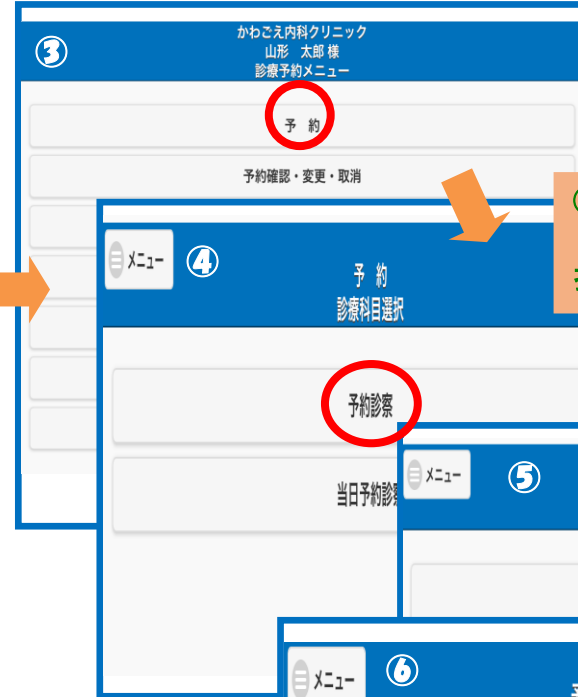 ③
かわごえ内科クリニック
山形 太郎 様
診療予約メニュー
予 約
予約確認・変更・取消
メニュー
④
予 約
診療科目選択
予約診察
当日予約診察
メニュー
⑤
メニュー
⑥